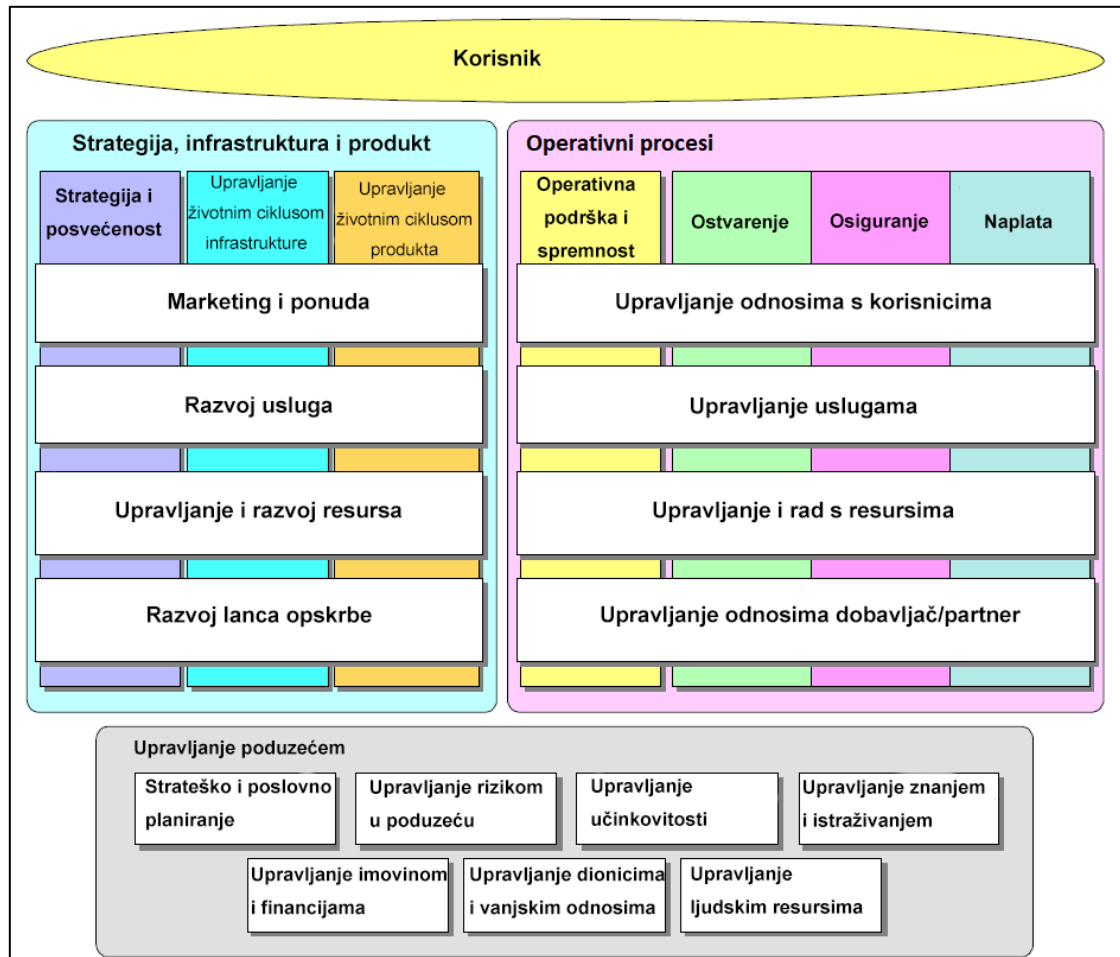 Korisnik
Strategija, infrastruktura i produkt
Strategija i
posvećenost
Upravljanje
životnim ciklusom
infrastrukture
Upravljanje
životnim ciklusom
produkta
Marketing i ponuda
Razvoj usluga
Upravljanje i razvoj resursa
Razvoj lanca opskrbe
Operativni procesi
Operativna
podrška i
spremnost
Ostvarenje
Osiguranje
Naplata
Upravljanje odnosima s korisnicima
Upravljanje uslugama
Upravljanje i rad s resursima
Upravljanje odnosima dobavljač/partner
Upravljanje poduzećem
Strateško i poslovno
planiranje
Upravljanje rizikom
u poduzeću
Upravljanje
učinkovitosti
Upravljanje znanjem
i istraživanjem
Upravljanje imovinom
i financijama
Upravljanje dionicima
i vanjskim odnosima
Upravljanje
ljudskim resursima